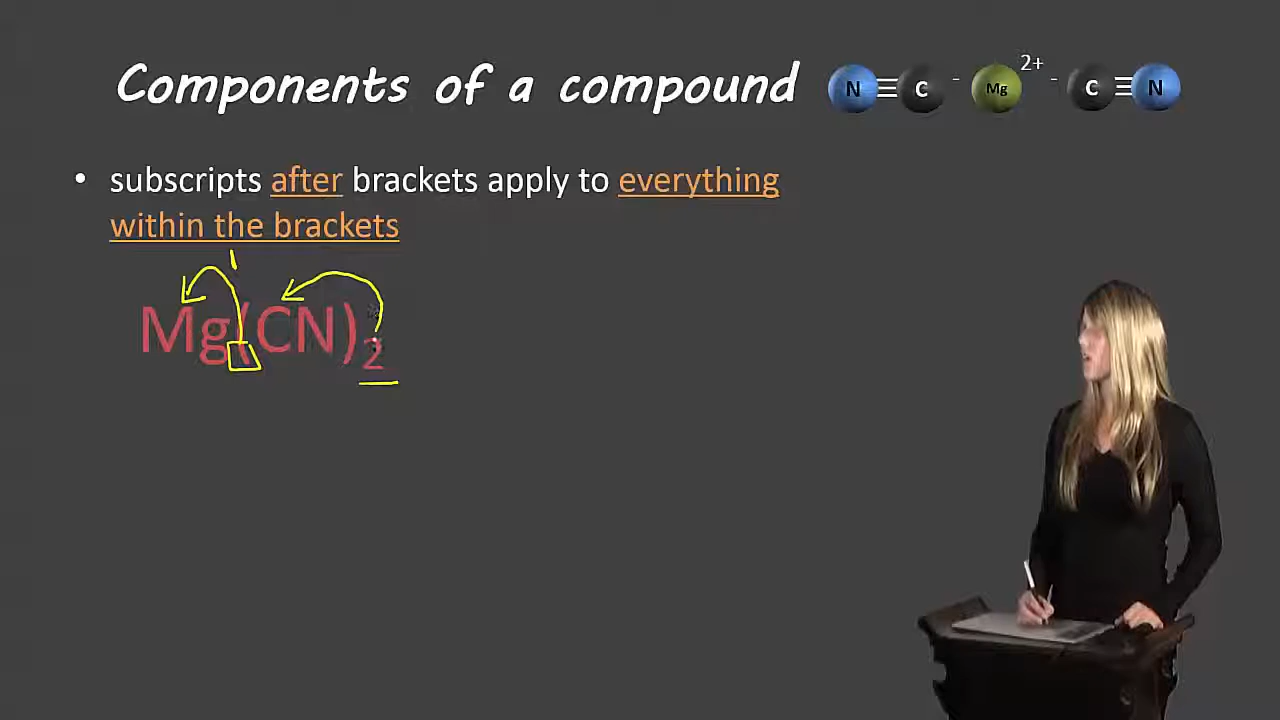 Components of a compound
N≡C - Mg 2+ - C≡N
• subscripts after brackets apply to everything
within the brackets
Mg(CN)₂